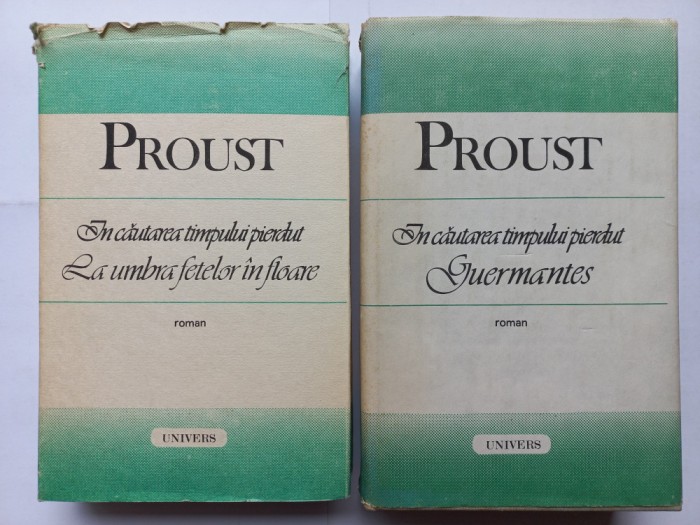 PROUST
In căutarea timpului pierdut
La umbra fetelor în floare
roman
UNIVERS
PROUST
In căutarea timpului pierdut
Guermantes
roman
UNIVERS